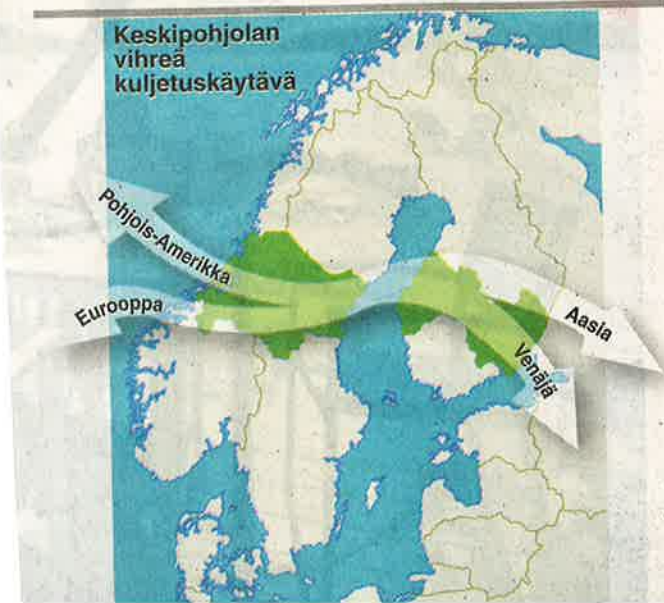 Keskipohjolan
vihreä
kuljetuskäytävä
Pohjois-Amerikka
Eurooppa
Aasia
Venäjä